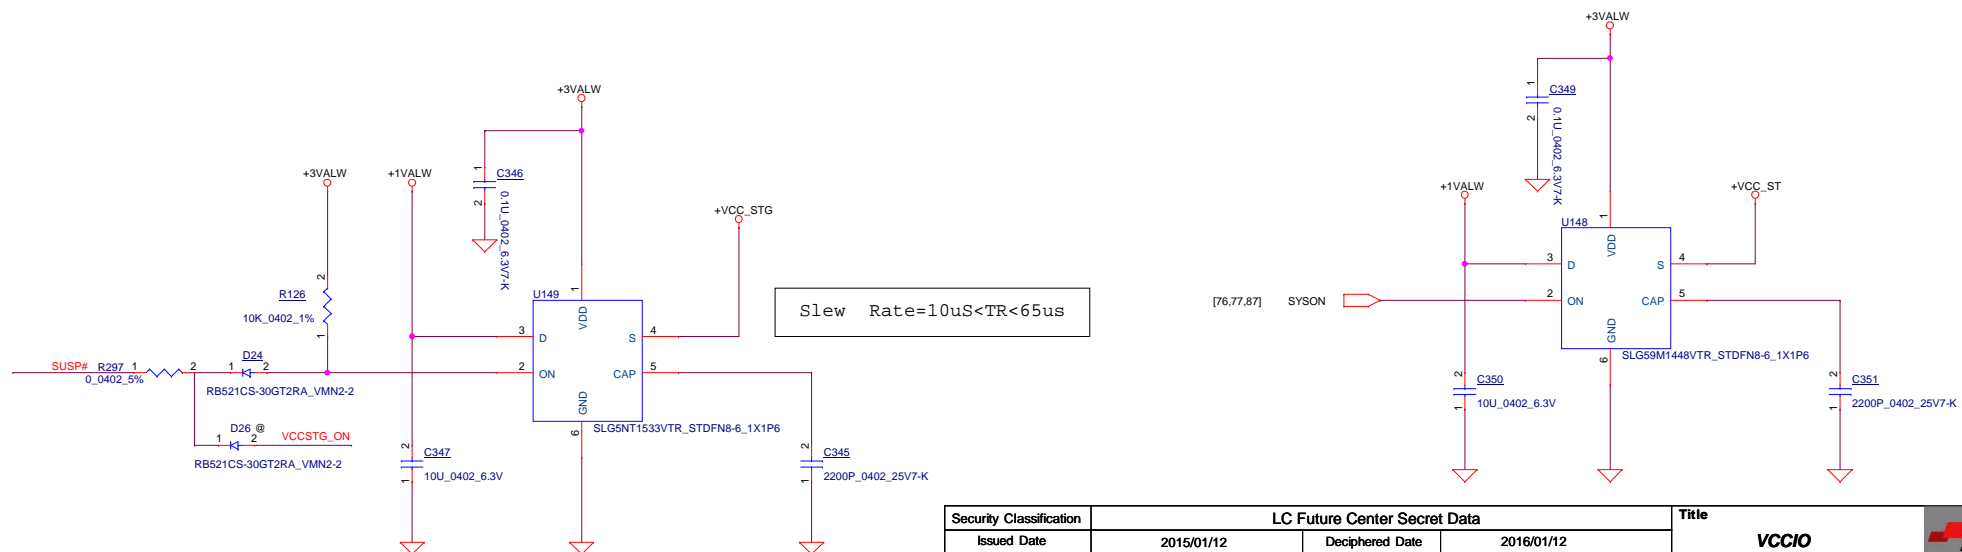 +3VALW
C346
0.1U_0402_6.3V7-K
1
2
+3VALW
+1VALW
+VCC_STG
R126
10K_0402_1%
2
1
U149
VDD
D
ON
S
CAP
GND
1
3
2
4
5
6
SLG5NT1533VTR_STDFN8-6_1X1P6
Slew Rate=10uS<TR<65us
SUSP#
R297
0_0402_5%
1
2
D24
1
2
RB521CS-30GT2RA_VMN2-2
D26 @
1
2
VCCSTG_ON
RB521CS-30GT2RA_VMN2-2
C347
10U_0402_6.3V
2
1
C345
2200P_0402_25V7-K
2
1
+3VALW
C349
0.1U_0402_6.3V7-K
1
2
+1VALW
+VCC_ST
U148
VDD
D
ON
S
CAP
GND
1
3
2
4
5
6
SLG59M1448VTR_STDFN8-6_1X1P6
[76,77,87] SYSON
C350
10U_0402_6.3V
2
1
C351
2200P_0402_25V7-K
2
1
Security Classification
LC Future Center Secret Data
Title
Issued Date
2015/01/12
Deciphered Date
2016/01/12
VCCIO